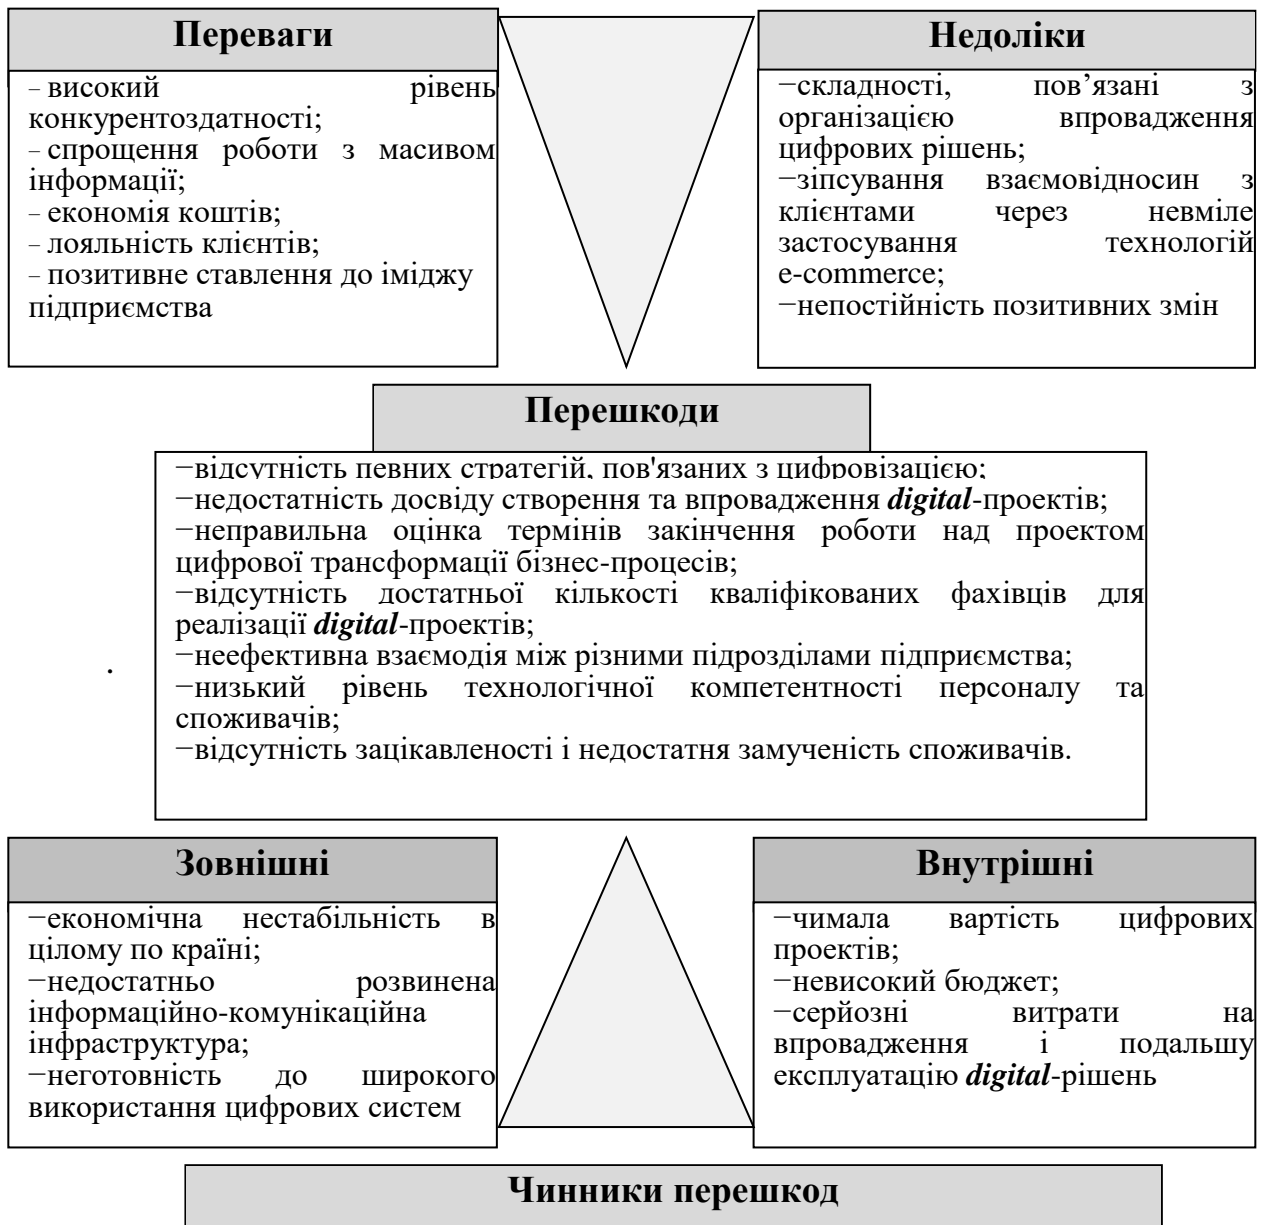 Переваги
- високий рівень
конкурентоздатності;
- спрощення роботи з масивом
інформації;
- економія коштів;
- лояльність клієнтів;
- позитивне ставлення до іміджу
підприємства
Недоліки
−складності, пов’язані з
організацією впровадження
цифрових рішень;
−зіпсування взаємовідносин з
клієнтами через невміле
застосування технологій
e-commerce;
−непостійність позитивних змін
Перешкоди
−відсутність певних стратегій, пов'язаних з цифровізацією;
−недостатність досвіду створення та впровадження digital-проектів;
−неправильна оцінка термінів закінчення роботи над проектом
цифрової трансформації бізнес-процесів;
−відсутність достатньої кількості кваліфікованих фахівців для
реалізації digital-проектів;
−неефективна взаємодія між різними підрозділами підприємства;
−низький рівень технологічної компетентності персоналу та
споживачів;
−відсутність зацікавленості і недостатня замученість споживачів.
.
Зовнішні
−економічна нестабільність в
цілому по країні;
−недостатньо розвинена
інформаційно-комунікаційна
інфраструктура;
−неготовність до широкого
використання цифрових систем
Внутрішні
−чимала вартість цифрових
проектів;
−невисокий бюджет;
−серйозні витрати на
впровадження і подальшу
експлуатацію digital-рішень
Чинники перешкод